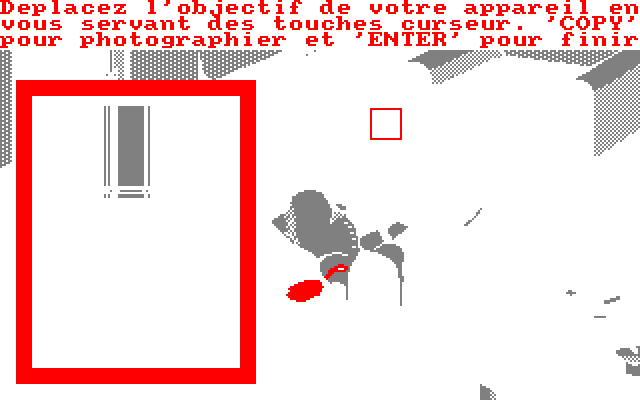 Deplacez l'objectif de votre appareil en
vous servant des touches curseur. 'COPY'
pour photographier et 'ENTER' pour finir